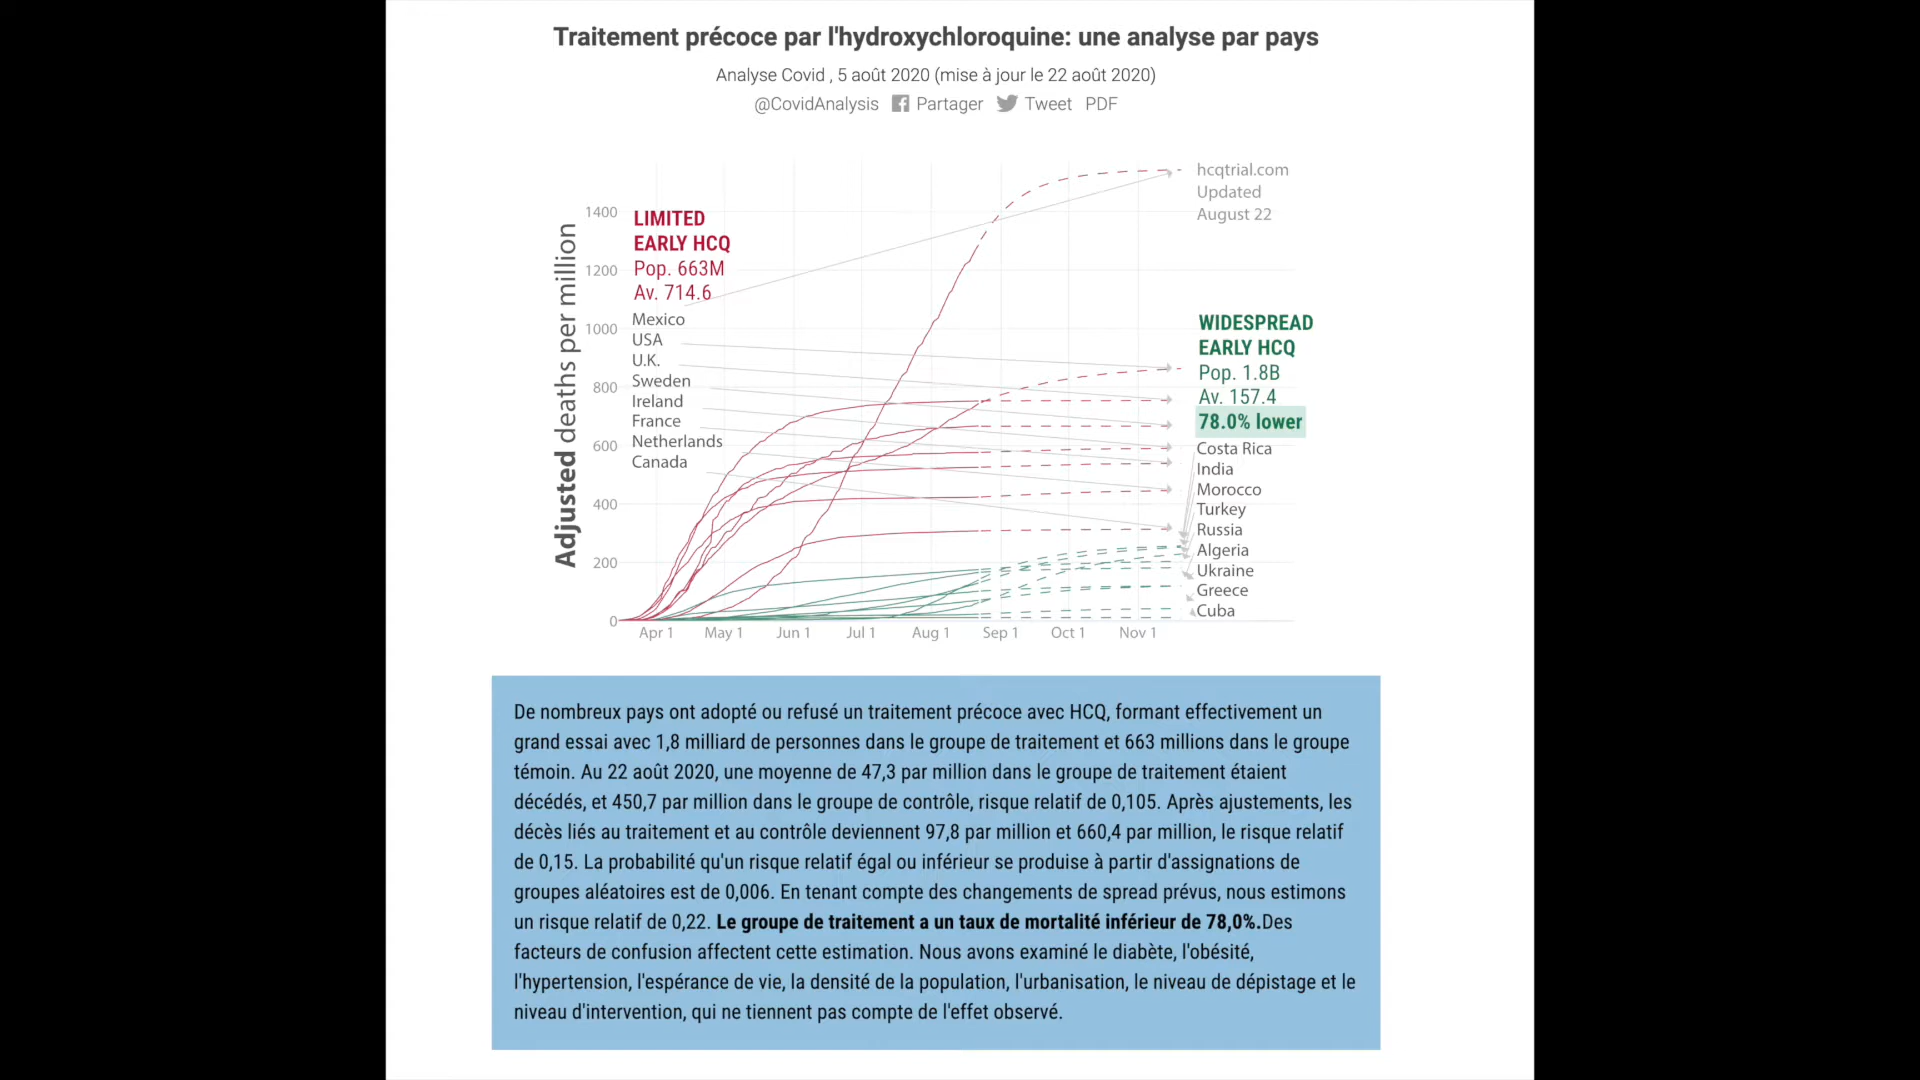 Traitement précoce par l'hydroxychloroquine: une analyse par pays
Analyse Covid , 5 août 2020 (mise à jour le 22 août 2020)
@CovidAnalysis Partager Tweet PDF
hcqtrial.com
Updated
August 22
Adjusted deaths per million
1400
1200
1000
800
600
400
200
0
LIMITED
EARLY HCQ
Pop. 663M
Av. 714.6
Mexico
USA
U.K.
Sweden
Ireland
France
Netherlands
Canada
WIDESPREAD
EARLY HCQ
Pop. 1.8B
Av. 157.4
78.0% lower
Costa Rica
India
Morocco
Turkey
Russia
Algeria
Ukraine
Greece
Cuba
Apr 1 May 1 Jun 1 Jul 1 Aug 1 Sep 1 Oct 1 Nov 1
De nombreux pays ont adopté ou refusé un traitement précoce avec HCQ, formant effectivement un
grand essai avec 1,8 milliard de personnes dans le groupe de traitement et 663 millions dans le groupe
témoin. Au 22 août 2020, une moyenne de 47,3 par million dans le groupe de traitement étaient
décédés, et 450,7 par million dans le groupe de contrôle, risque relatif de 0,105. Après ajustements, les
décès liés au traitement et au contrôle deviennent 97,8 par million et 660,4 par million, le risque relatif
de 0,15. La probabilité qu'un risque relatif égal ou inférieur se produise à partir d'assignations de
groupes aléatoires est de 0,006. En tenant compte des changements de spread prévus, nous estimons
un risque relatif de 0,22. Le groupe de traitement a un taux de mortalité inférieur de 78,0%.Des
facteurs de confusion affectent cette estimation. Nous avons examiné le diabète, l'obésité,
l'hypertension, l'espérance de vie, la densité de la population, l'urbanisation, le niveau de dépistage et le
niveau d'intervention, qui ne tiennent pas compte de l'effet observé.